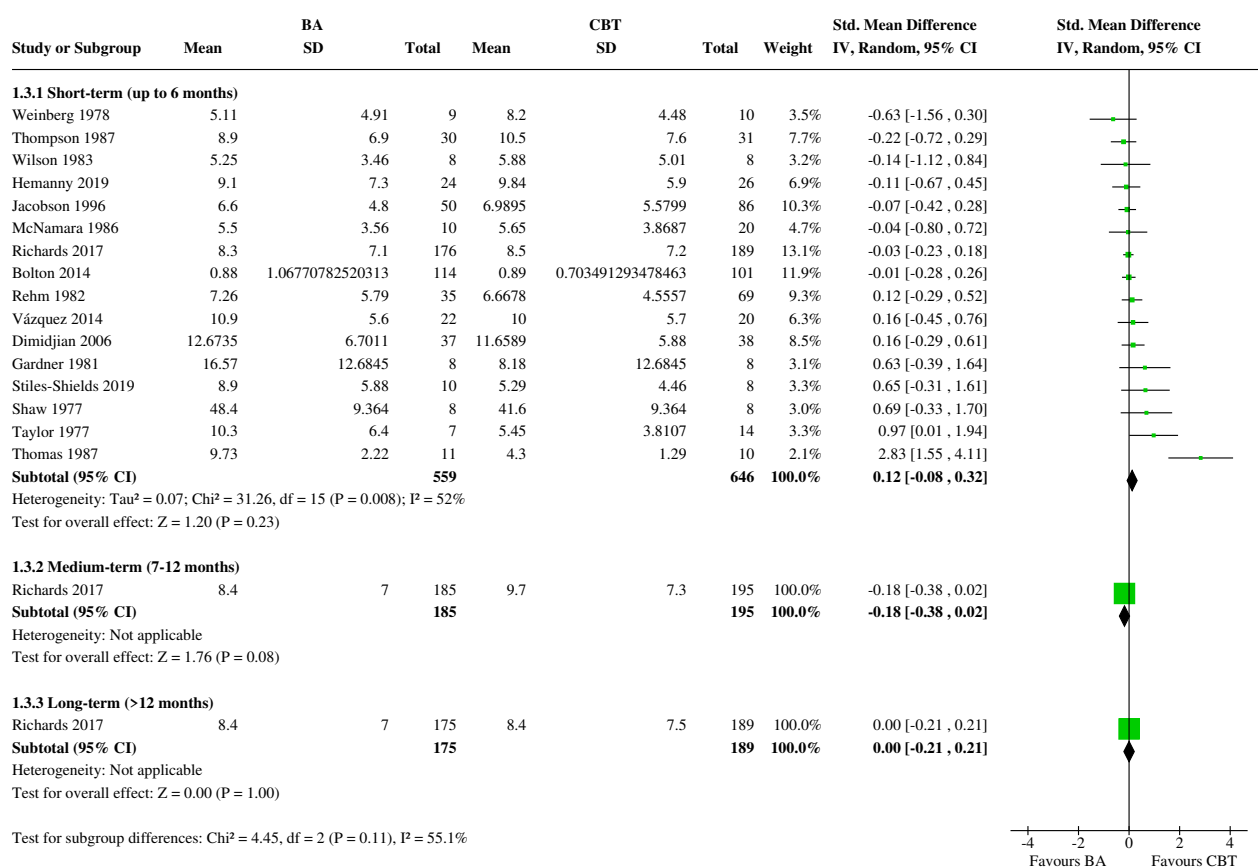 BA CBT Std. Mean Difference Std. Mean Difference
Study or Subgroup Mean SD Total Mean SD Total Weight IV, Random, 95% CI IV, Random, 95% CI
1.3.1 Short-term (up to 6 months)
Weinberg 1978 5.11 4.91 9 8.2 4.48 10 3.5% -0.63 [-1.56 , 0.30]
Thompson 1987 8.9 6.9 30 10.5 7.6 31 7.7% -0.22 [-0.72 , 0.29]
Wilson 1983 5.25 3.46 8 5.88 5.01 8 3.2% -0.14 [-1.12 , 0.84]
Hemanny 2019 9.1 7.3 24 9.84 5.9 26 6.9% -0.11 [-0.67 , 0.45]
Jacobson 1996 6.6 4.8 50 6.9895 5.5799 86 10.3% -0.07 [-0.42 , 0.28]
McNamara 1986 5.5 3.56 10 5.65 3.8687 20 4.7% -0.04 [-0.80 , 0.72]
Richards 2017 8.3 7.1 176 8.5 7.2 189 13.1% -0.03 [-0.23 , 0.18]
Bolton 2014 0.88 1.06770782520313 114 0.89 0.703491293478463 101 11.9% -0.01 [-0.28 , 0.26]
Rehm 1982 7.26 5.79 35 6.6678 4.5557 69 9.3% 0.12 [-0.29 , 0.52]
Vázquez 2014 10.9 5.6 22 10 5.7 20 6.3% 0.16 [-0.45 , 0.76]
Dimidjian 2006 12.6735 6.7011 37 11.6589 5.88 38 8.5% 0.16 [-0.29 , 0.61]
Gardner 1981 16.57 12.6845 8 8.18 12.6845 8 3.1% 0.63 [-0.39 , 1.64]
Stiles-Shields 2019 8.9 5.88 10 5.29 4.46 8 3.3% 0.65 [-0.31 , 1.61]
Shaw 1977 48.4 9.364 8 41.6 9.364 8 3.0% 0.69 [-0.33 , 1.70]
Taylor 1977 10.3 6.4 7 5.45 3.8107 14 3.3% 0.97 [0.01 , 1.94]
Thomas 1987 9.73 2.22 11 4.3 1.29 10 2.1% 2.83 [1.55 , 4.11]
Subtotal (95% CI) 559 646 100.0% 0.12 [-0.08 , 0.32]
Heterogeneity: Tau² = 0.07; Chi² = 31.26, df = 15 (P = 0.008); I² = 52%
Test for overall effect: Z = 1.20 (P = 0.23)
1.3.2 Medium-term (7-12 months)
Richards 2017 8.4 7 185 9.7 7.3 195 100.0% -0.18 [-0.38 , 0.02]
Subtotal (95% CI) 185 195 100.0% -0.18 [-0.38 , 0.02]
Heterogeneity: Not applicable
Test for overall effect: Z = 1.76 (P = 0.08)
1.3.3 Long-term (>12 months)
Richards 2017 8.4 7 175 8.4 7.5 189 100.0% 0.00 [-0.21 , 0.21]
Subtotal (95% CI) 175 189 100.0% 0.00 [-0.21 , 0.21]
Heterogeneity: Not applicable
Test for overall effect: Z = 0.00 (P = 1.00)
Test for subgroup differences: Chi² = 4.45, df = 2 (P = 0.11), I² = 55.1%
-4 -2 0 2 4
Favours BA Favours CBT